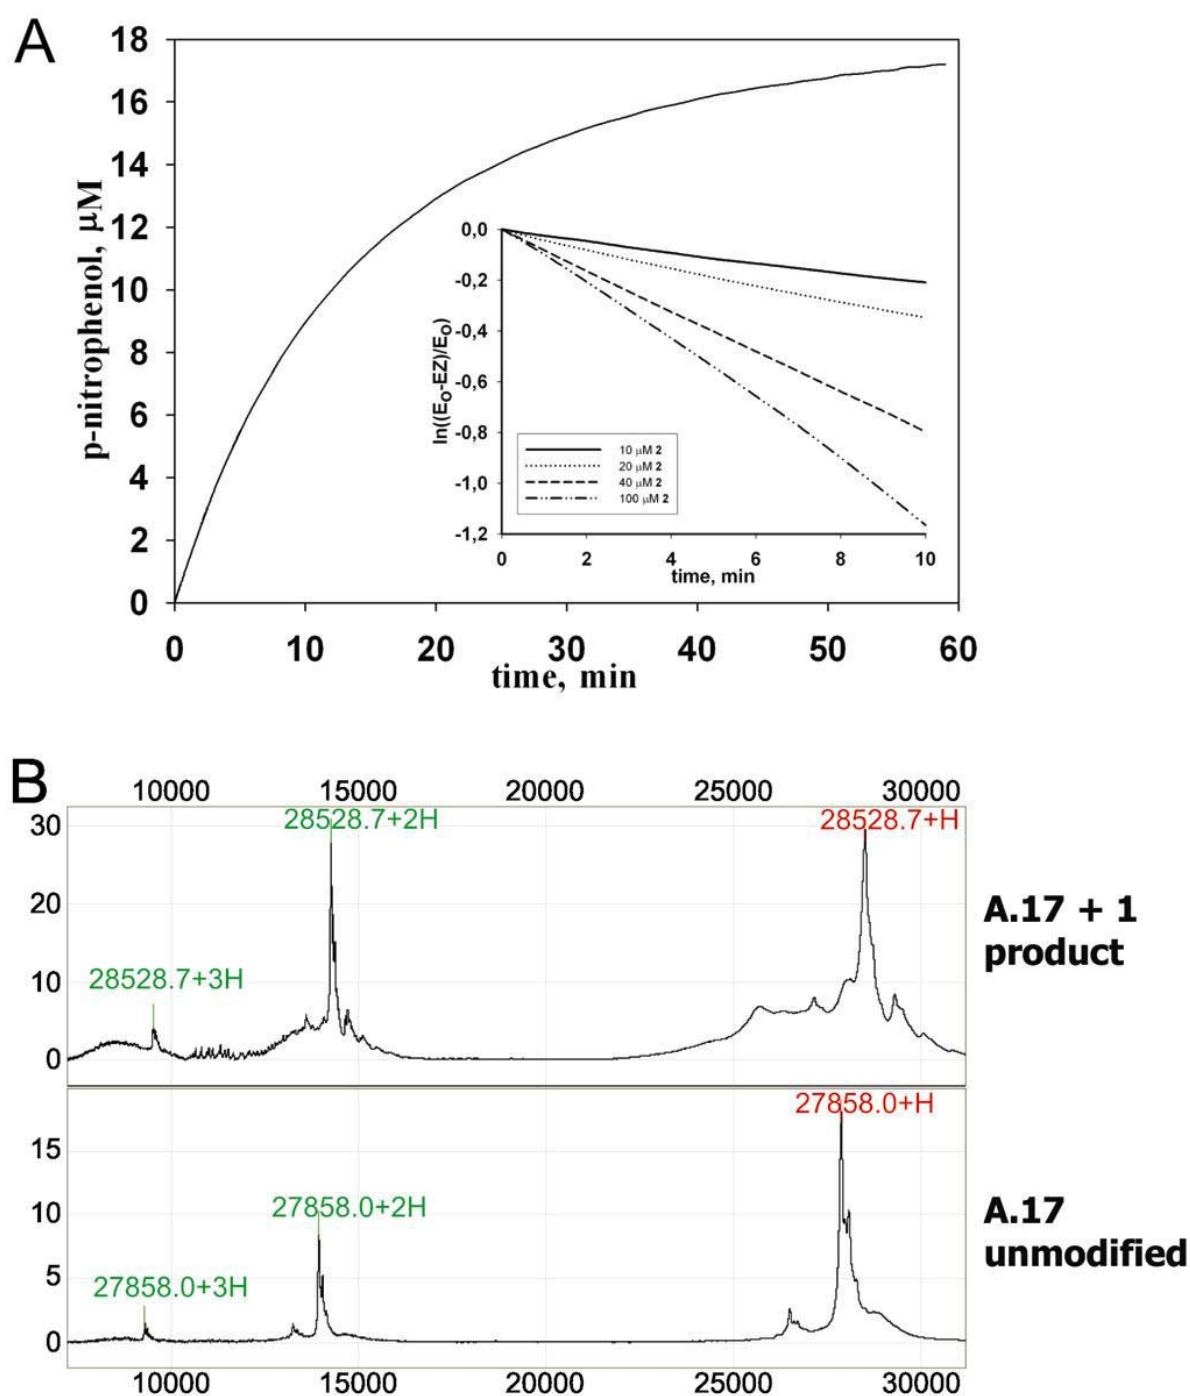 A
18
16
14
12
10
8
6
4
2
0
p-nitrophenol, μM
0 10 20 30 40 50 60
time, min
0,0
-0,2
-0,4
-0,6
-0,8
-1,0
-1,2
ln((E₀-EZ)/E₀)
10 μM 2
20 μM 2
40 μM 2
100 μM 2
0 2 4 6 8 10
time, min
B
10000 15000 20000 25000 30000
30
20
10
0
28528.7+3H
28528.7+2H
28528.7+H
A.17 + 1
product
15
10
5
0
27858.0+3H
27858.0+2H
27858.0+H
A.17
unmodified
10000 15000 20000 25000 30000